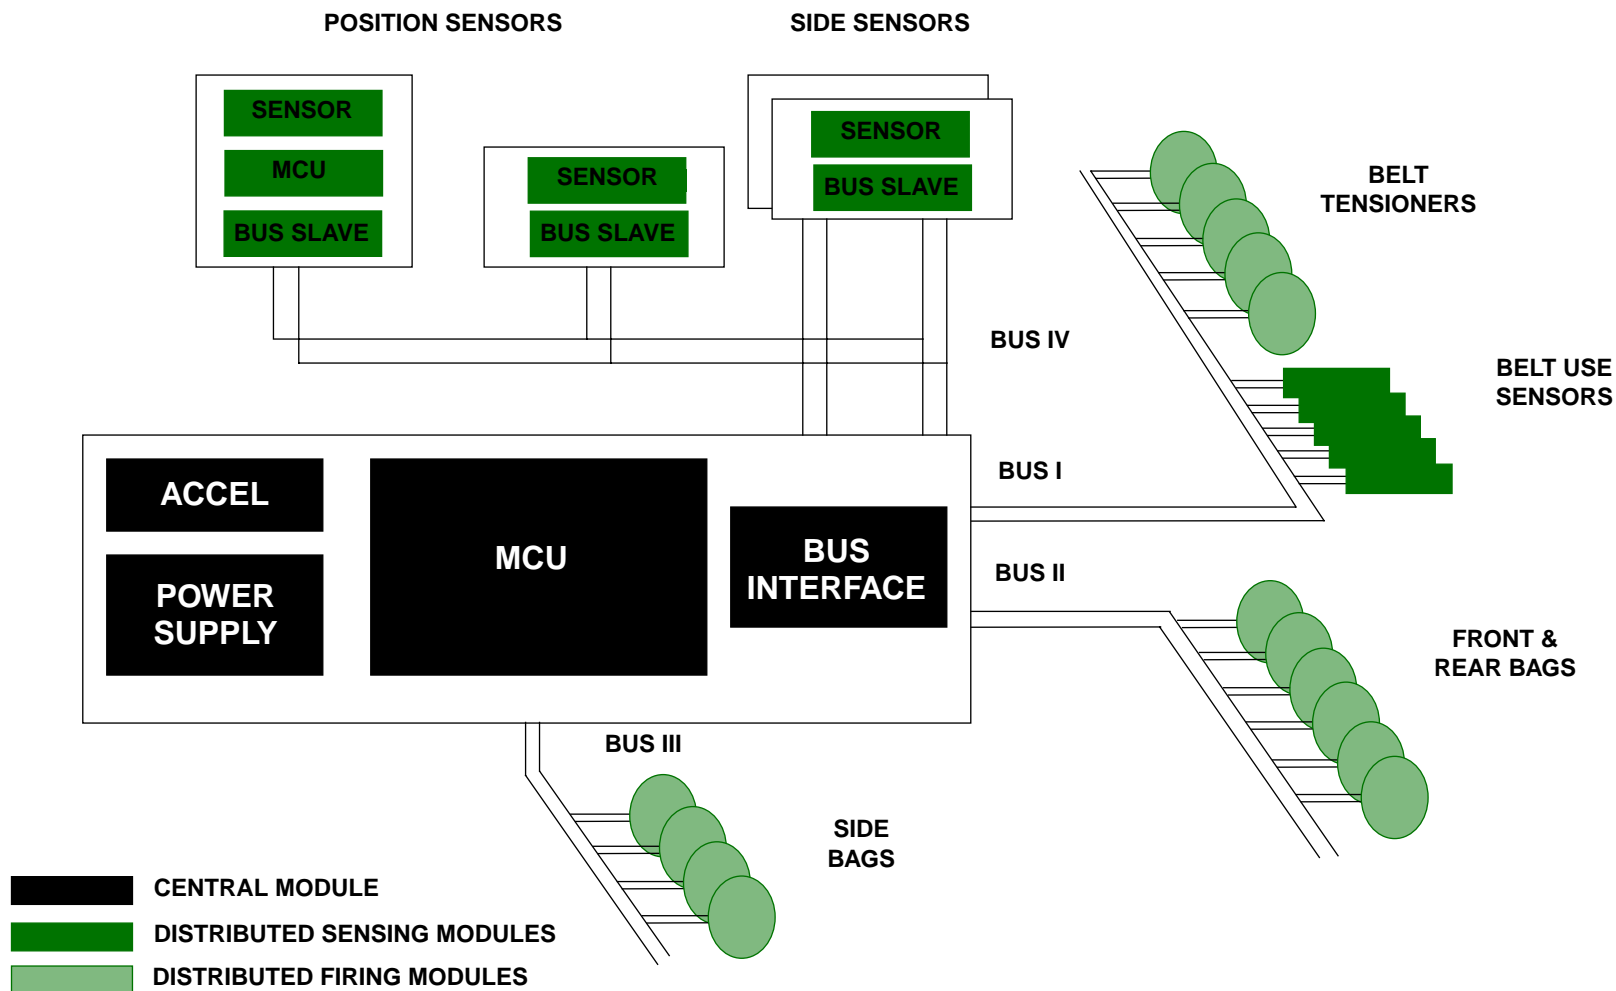 POSITION SENSORS
SIDE SENSORS
SENSOR
MCU
BUS SLAVE
SENSOR
BUS SLAVE
SENSOR
BUS SLAVE
BELT
TENSIONERS
BUS IV
BELT USE
SENSORS
BUS I
ACCEL
POWER
SUPPLY
MCU
BUS
INTERFACE
BUS II
FRONT &
REAR BAGS
BUS III
SIDE
BAGS
CENTRAL MODULE
DISTRIBUTED SENSING MODULES
DISTRIBUTED FIRING MODULES